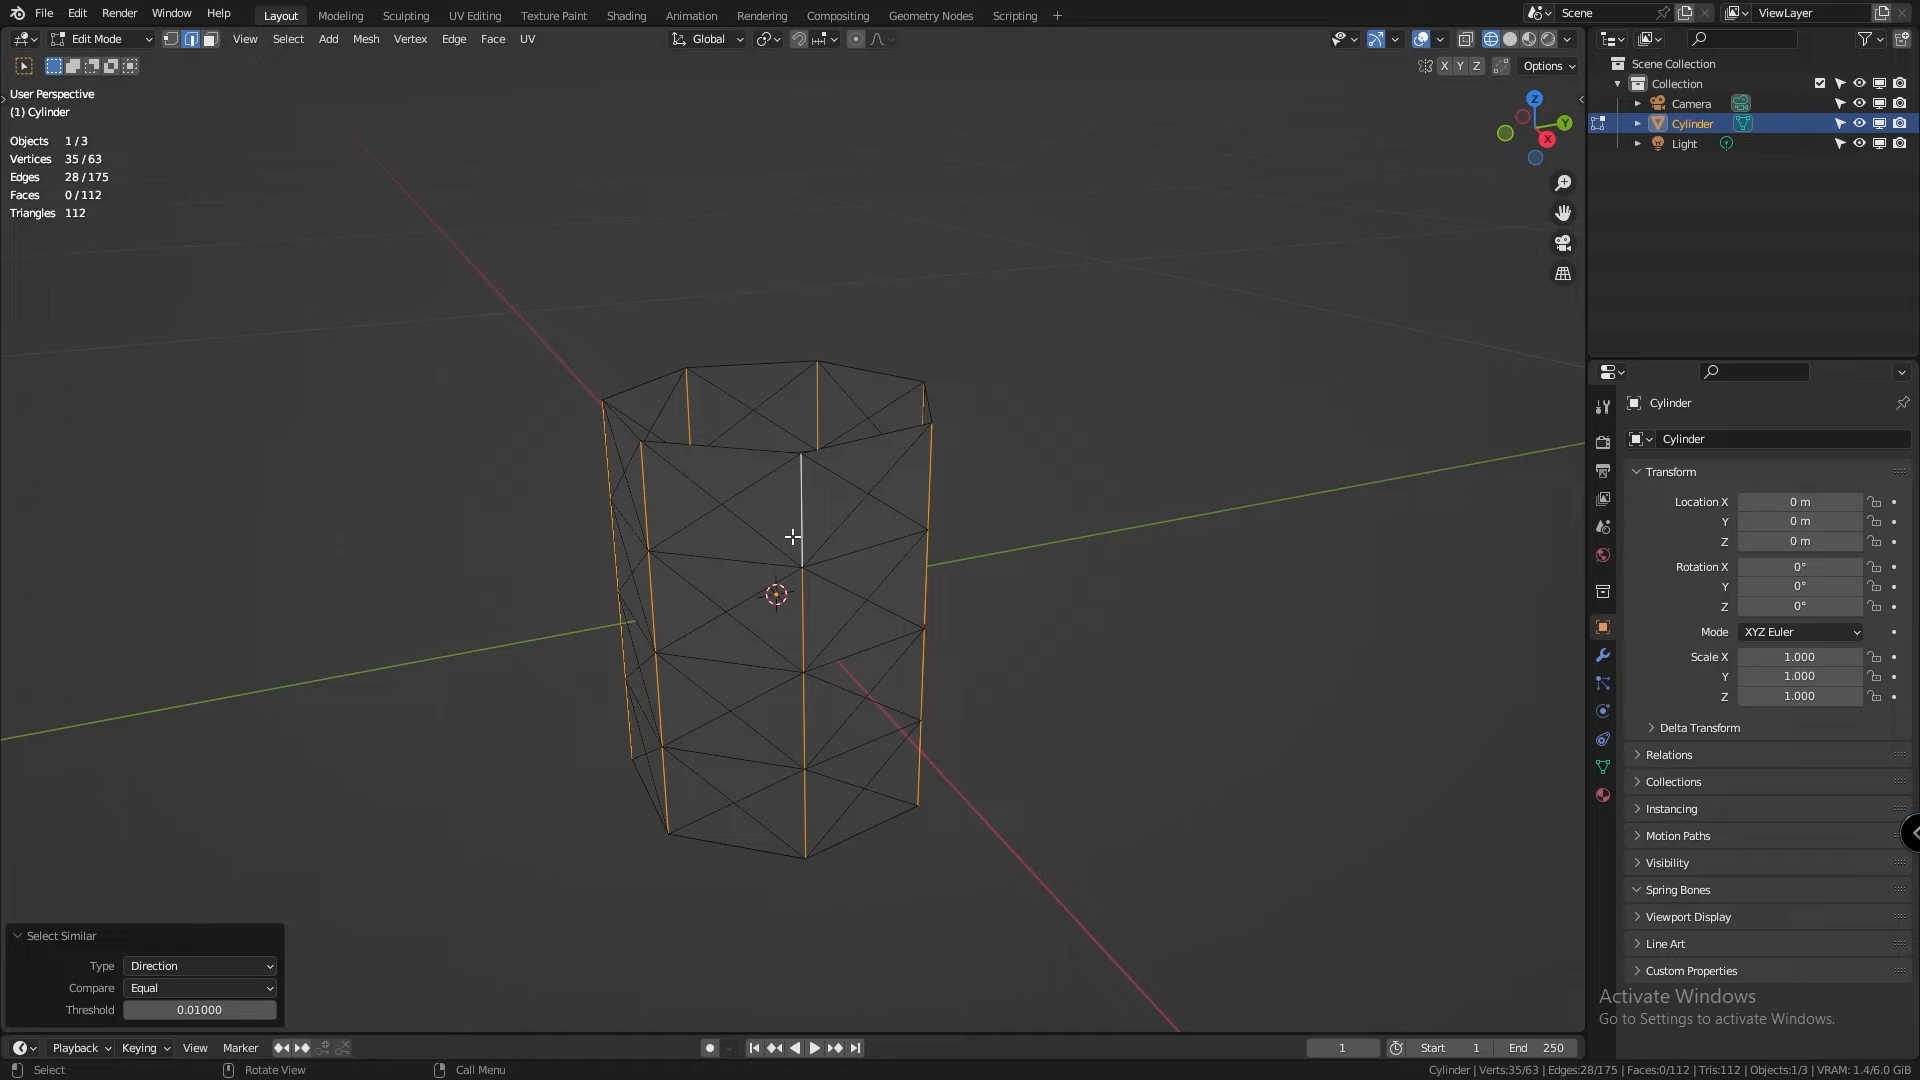 File Edit Render Window Help Layout Modeling Sculpting UV Editing Texture Paint Shading Animation Rendering Compositing Geometry Nodes Scripting + Scene ViewLayer
Edit Mode View Select Add Mesh Vertex Edge Face UV Global
X Y Z Options
User Perspective
(1) Cylinder
Objects 1 / 3
Vertices 35 / 63
Edges 28 / 175
Faces 0 / 112
Triangles 112
Z
Y
X
Scene Collection
Collection
Camera
Cylinder
Light
Cylinder
Cylinder
Transform
Location X 0 m
Y 0 m
Z 0 m
Rotation X 0°
Y 0°
Z 0°
Mode XYZ Euler
Scale X 1.000
Y 1.000
Z 1.000
Delta Transform
Relations
Collections
Instancing
Motion Paths
Visibility
Spring Bones
Viewport Display
Line Art
Custom Properties
Activate Windows
Go to Settings to activate Windows.
Select Similar
Type Direction
Compare Equal
Threshold 0.01000
Playback Keying View Marker 1 Start 1 End 250
Select Rotate View Call Menu Cylinder | Verts:35/63 | Edges:28/175 | Faces:0/112 | Tris:112 | Objects:1/3 | VRAM: 1.4/6.0 GiB